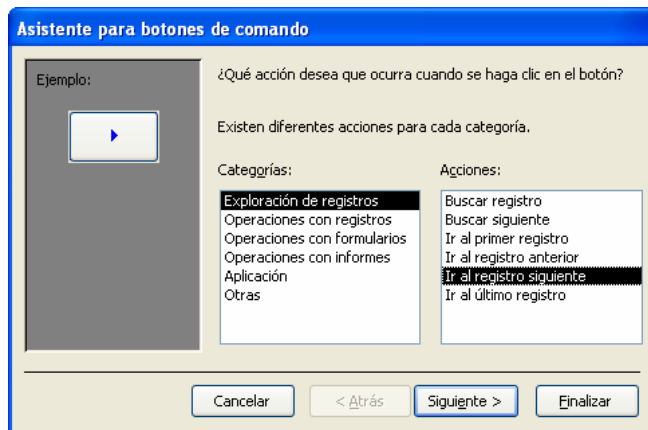 Asistente para botones de comando
Ejemplo:
¿Qué acción desea que ocurra cuando se haga clic en el botón?
Existen diferentes acciones para cada categoría.
Categorías:
Exploración de registros
Operaciones con registros
Operaciones con formularios
Operaciones con informes
Aplicación
Otras
Acciones:
Buscar registro
Buscar siguiente
Ir al primer registro
Ir al registro anterior
Ir al registro siguiente
Ir al último registro
Cancelar
< Atrás
Siguiente >
Finalizar